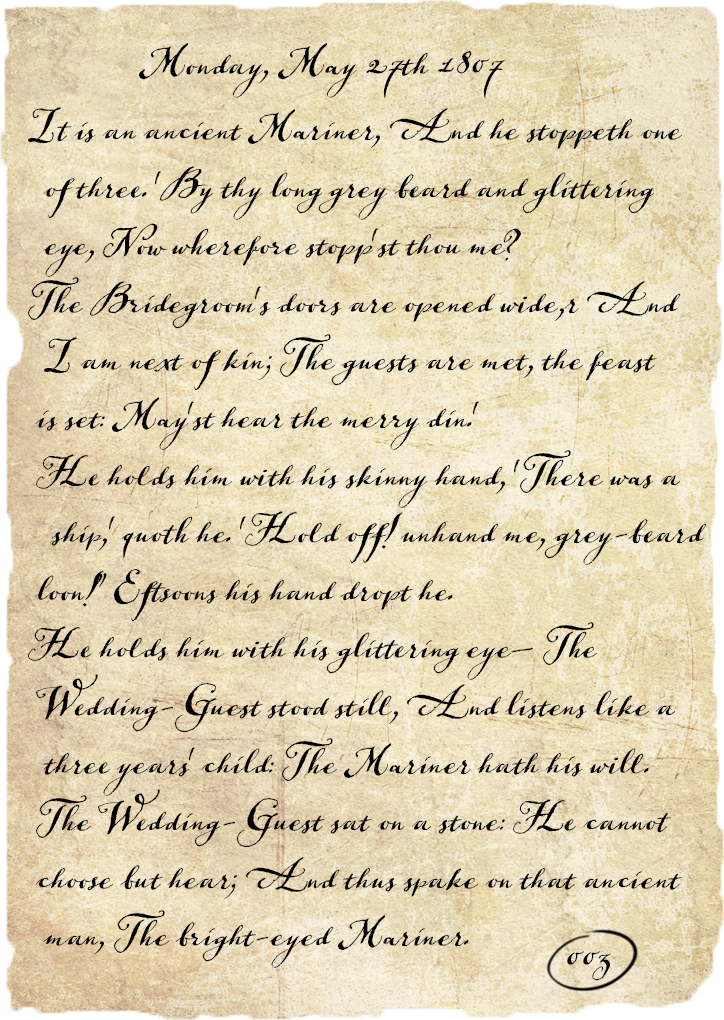 Monday, May 27th 1807
It is an ancient Mariner, And he stoppeth one
of three.' By thy long grey beard and glittering
eye, Now wherefore stopp'st thou me?
The Bridegroom's doors are opened wide,r And
I am next of kin; The guests are met, the feast
is set: May'st hear the merry din.'
He holds him with his skinny hand,'There was a
ship,' quoth he.'Hold off! unhand me, grey-beard
loon!' Eftsoons his hand dropt he.
He holds him with his glittering eye— The
Wedding-Guest stood still, And listens like a
three years' child: The Mariner hath his will.
The Wedding-Guest sat on a stone: He cannot
choose but hear; And thus spake on that ancient
man, The bright-eyed Mariner.
003